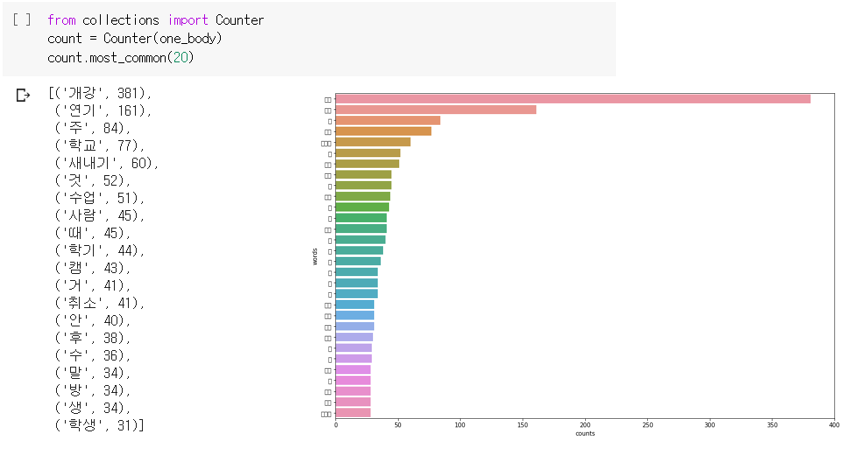 [ ] from collections import Counter
count = Counter(one_body)
count.most_common(20)
[('개강', 381),
('연기', 161),
('주', 84),
('학교', 77),
('새내기', 60),
('것', 52),
('수업', 51),
('사람', 45),
('때', 45),
('학기', 44),
('캠', 43),
('거', 41),
('취소', 41),
('안', 40),
('후', 38),
('수', 36),
('말', 34),
('방', 34),
('생', 34),
('학생', 31)]
words
0 50 100 150 200 250 300 350 400
counts